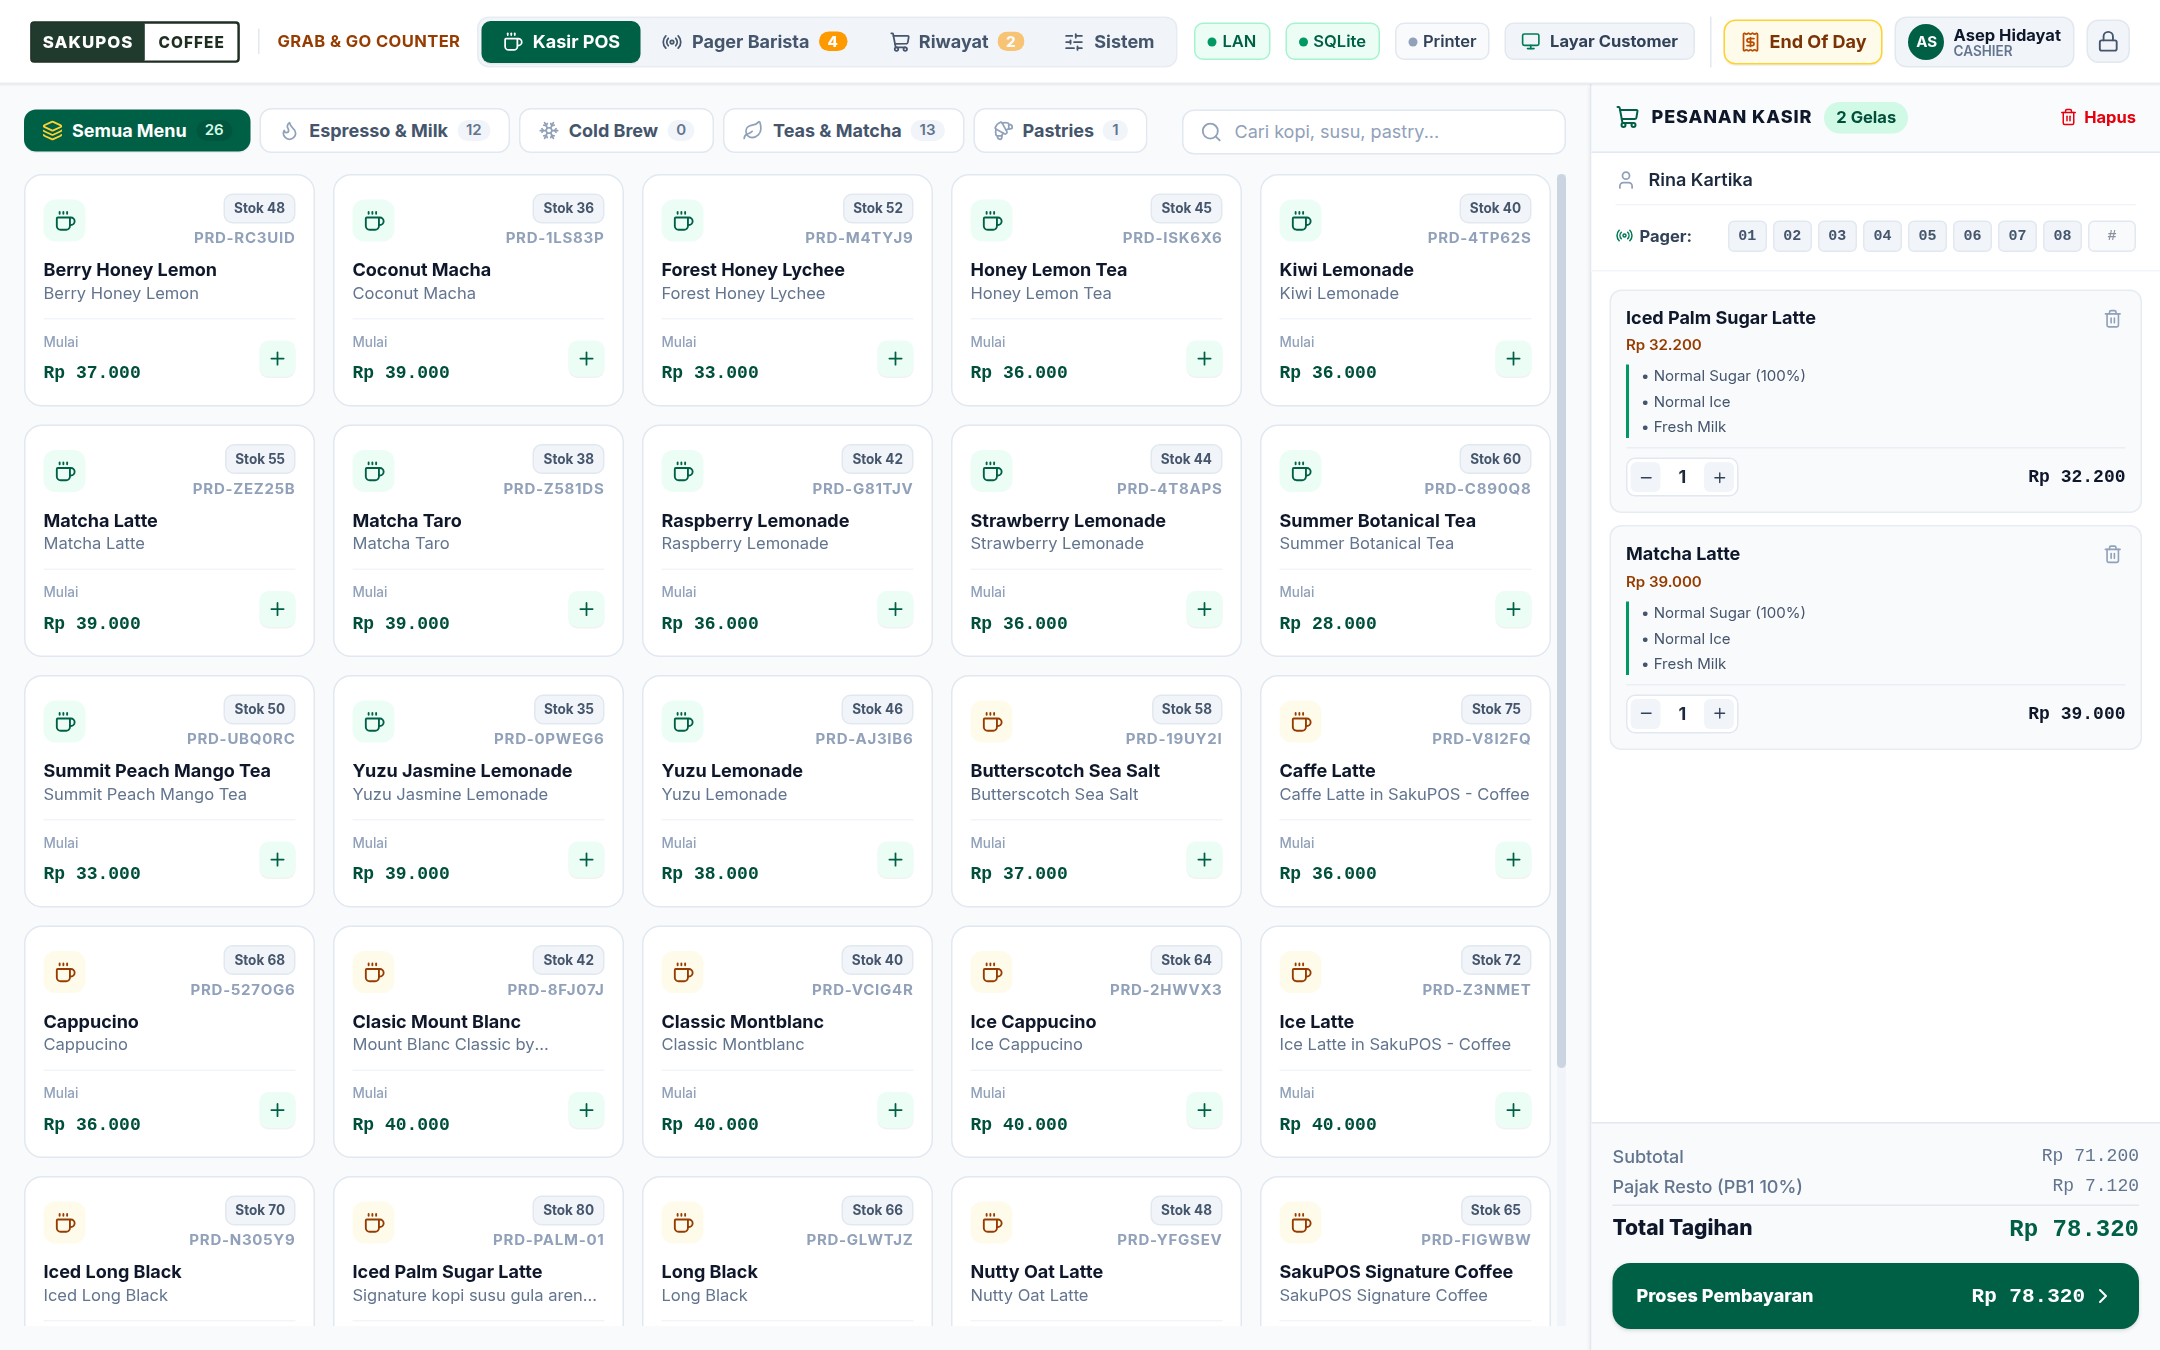 SAKUPOS COFFEE
GRAB & GO COUNTER
Kasir POS
Pager Barista 4
Riwayat 2
Sistem
LAN
SQLite
Printer
Layar Customer
End Of Day
AS
Asep Hidayat
CASHIER
Semua Menu 26
Espresso & Milk 12
Cold Brew 0
Teas & Matcha 13
Pastries 1
Cari kopi, susu, pastry...
Stok 48
PRD-RC3UID
Berry Honey Lemon
Berry Honey Lemon
Mulai
Rp 37.000
+
Stok 36
PRD-1LS83P
Coconut Macha
Coconut Macha
Mulai
Rp 39.000
+
Stok 52
PRD-M4TYJ9
Forest Honey Lychee
Forest Honey Lychee
Mulai
Rp 33.000
+
Stok 45
PRD-ISK6X6
Honey Lemon Tea
Honey Lemon Tea
Mulai
Rp 36.000
+
Stok 40
PRD-4TP62S
Kiwi Lemonade
Kiwi Lemonade
Mulai
Rp 36.000
+
Stok 55
PRD-ZEZ25B
Matcha Latte
Matcha Latte
Mulai
Rp 39.000
+
Stok 38
PRD-Z581DS
Matcha Taro
Matcha Taro
Mulai
Rp 39.000
+
Stok 42
PRD-G81TJV
Raspberry Lemonade
Raspberry Lemonade
Mulai
Rp 36.000
+
Stok 44
PRD-4T8APS
Strawberry Lemonade
Strawberry Lemonade
Mulai
Rp 36.000
+
Stok 60
PRD-C890Q8
Summer Botanical Tea
Summer Botanical Tea
Mulai
Rp 28.000
+
Stok 50
PRD-UBQ0RC
Summit Peach Mango Tea
Summit Peach Mango Tea
Mulai
Rp 33.000
+
Stok 35
PRD-0PWEG6
Yuzu Jasmine Lemonade
Yuzu Jasmine Lemonade
Mulai
Rp 39.000
+
Stok 46
PRD-AJ3IB6
Yuzu Lemonade
Yuzu Lemonade
Mulai
Rp 38.000
+
Stok 58
PRD-19UY2I
Butterscotch Sea Salt
Butterscotch Sea Salt
Mulai
Rp 37.000
+
Stok 75
PRD-V8I2FQ
Caffe Latte
Caffe Latte in SakuPOS - Coffee
Mulai
Rp 36.000
+
Stok 68
PRD-527OG6
Cappucino
Cappucino
Mulai
Rp 36.000
+
Stok 42
PRD-8FJ07J
Clasic Mount Blanc
Mount Blanc Classic by...
Mulai
Rp 40.000
+
Stok 40
PRD-VCIG4R
Classic Montblanc
Classic Montblanc
Mulai
Rp 40.000
+
Stok 64
PRD-2HWVX3
Ice Cappucino
Ice Cappucino
Mulai
Rp 40.000
+
Stok 72
PRD-Z3NMET
Ice Latte
Ice Latte in SakuPOS - Coffee
Mulai
Rp 40.000
+
Stok 70
PRD-N305Y9
Iced Long Black
Iced Long Black
Stok 80
PRD-PALM-01
Iced Palm Sugar Latte
Signature kopi susu gula aren...
Stok 66
PRD-GLWTJZ
Long Black
Long Black
Stok 48
PRD-YFGSEV
Nutty Oat Latte
Nutty Oat Latte
Stok 65
PRD-FIGWBW
SakuPOS Signature Coffee
SakuPOS Signature Coffee
PESANAN KASIR 2 Gelas
Hapus
Rina Kartika
Pager: 01 02 03 04 05 06 07 08 #
Iced Palm Sugar Latte
Rp 32.200
• Normal Sugar (100%)
• Normal Ice
• Fresh Milk
− 1 + Rp 32.200
Matcha Latte
Rp 39.000
• Normal Sugar (100%)
• Normal Ice
• Fresh Milk
− 1 + Rp 39.000
Subtotal Rp 71.200
Pajak Resto (PB1 10%) Rp 7.120
Total Tagihan Rp 78.320
Proses Pembayaran Rp 78.320